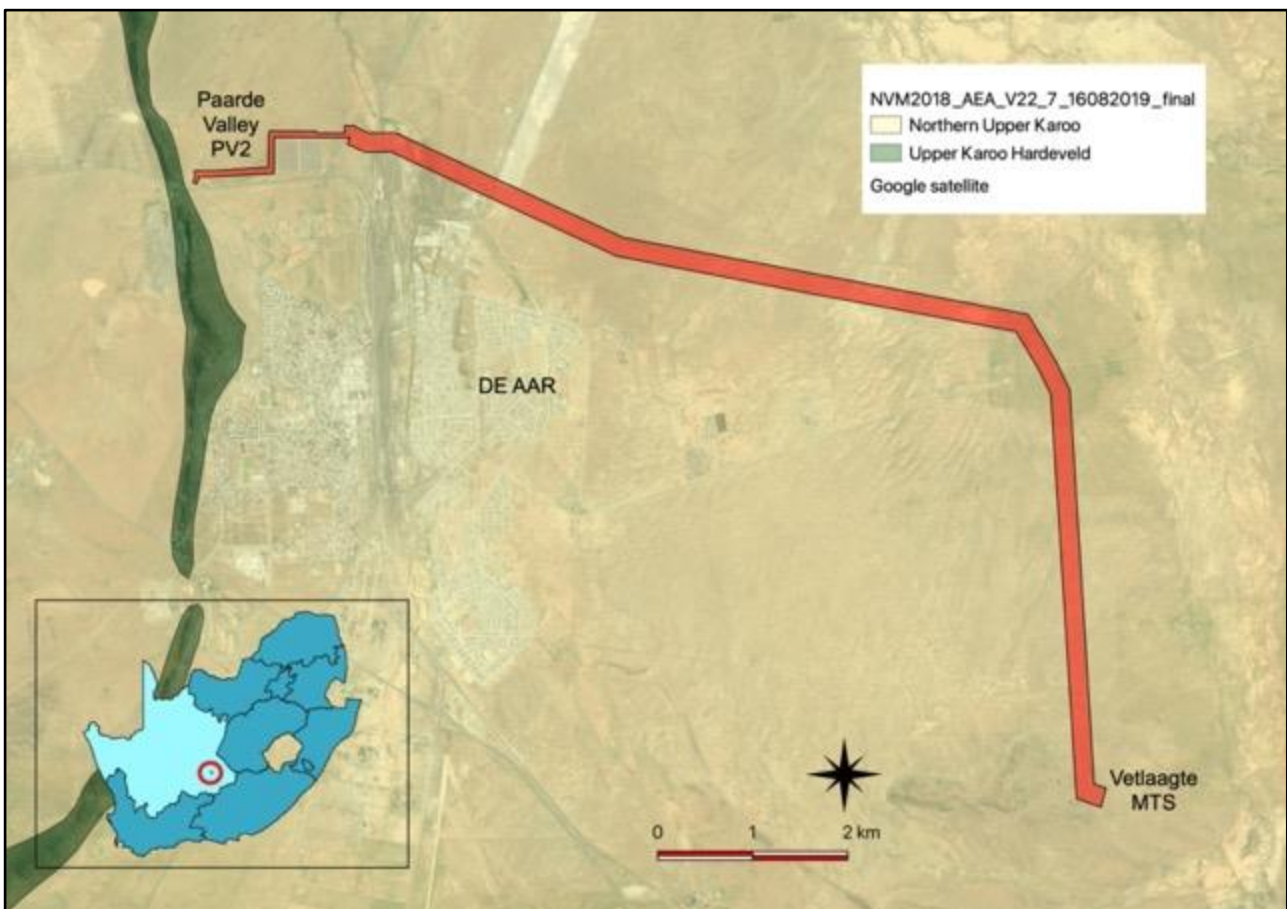 Paarde
Valley
PV2
NVM2018_AEA_V22_7_16082019_final
Northern Upper Karoo
Upper Karoo Hardeveld
Google satellite
DE AAR
Vetlaagte
MTS
0 1 2 km